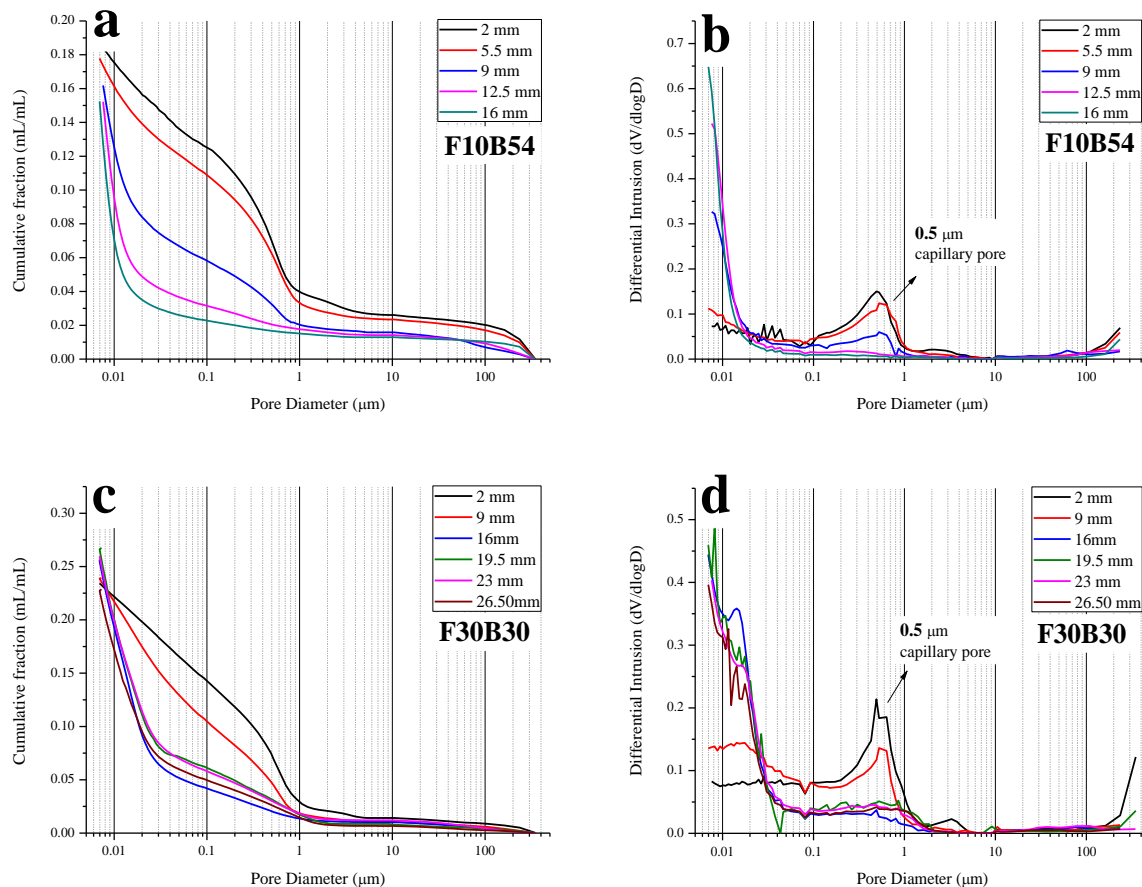 a
0.20
0.18
0.16
0.14
0.12
0.10
0.08
0.06
0.04
0.02
0.00
Cumulative fraction (mL/mL)
0.01 0.1 1 10 100
Pore Diameter (μm)
2 mm
5.5 mm
9 mm
12.5 mm
16 mm
F10B54
b
0.7
0.6
0.5
0.4
0.3
0.2
0.1
0.0
Differential Intrusion (dV/dlogD)
0.01 0.1 1 10 100
Pore Diameter (μm)
2 mm
5.5 mm
9 mm
12.5 mm
16 mm
F10B54
0.5 μm
capillary pore
c
0.30
0.25
0.20
0.15
0.10
0.05
0.00
Cumulative fraction (mL/mL)
0.01 0.1 1 10 100
Pore Diameter (μm)
2 mm
9 mm
16mm
19.5 mm
23 mm
26.50mm
F30B30
d
0.5
0.4
0.3
0.2
0.1
0.0
Differential Intrusion (dV/dlogD)
0.01 0.1 1 10 100
Pore Diameter (μm)
2 mm
9 mm
16mm
19.5 mm
23 mm
26.50 mm
F30B30
0.5 μm
capillary pore